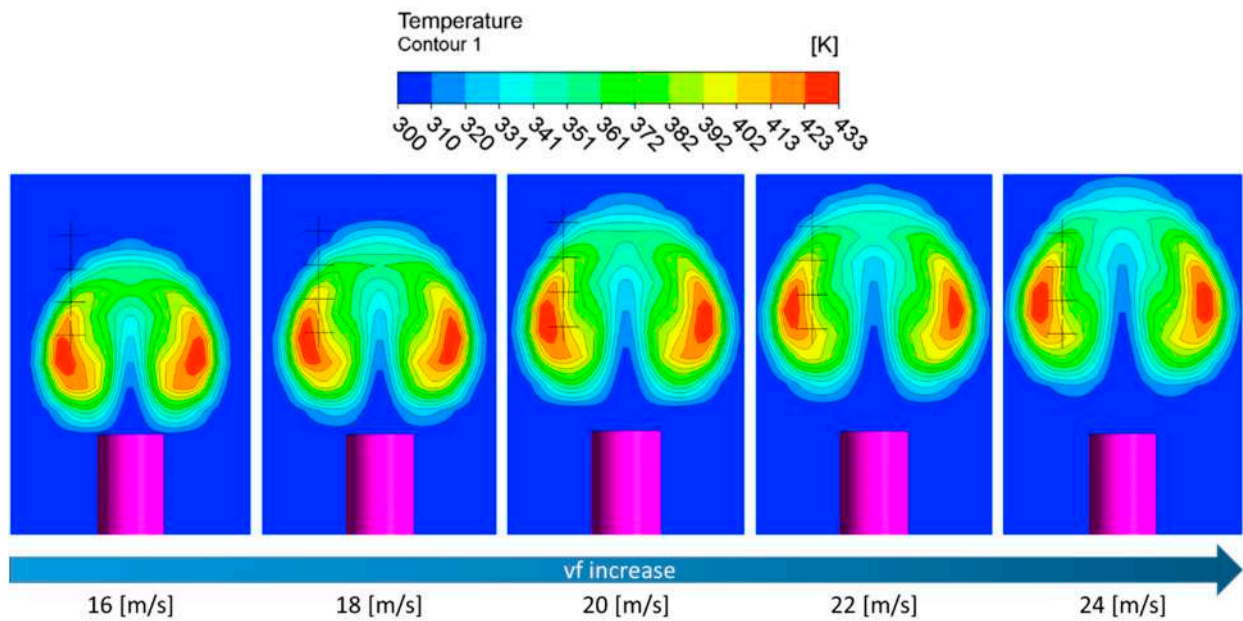 Temperature
Contour 1 [K]
300 310 320 331 341 351 361 372 382 392 402 413 423 433
vf increase
16 [m/s] 18 [m/s] 20 [m/s] 22 [m/s] 24 [m/s]